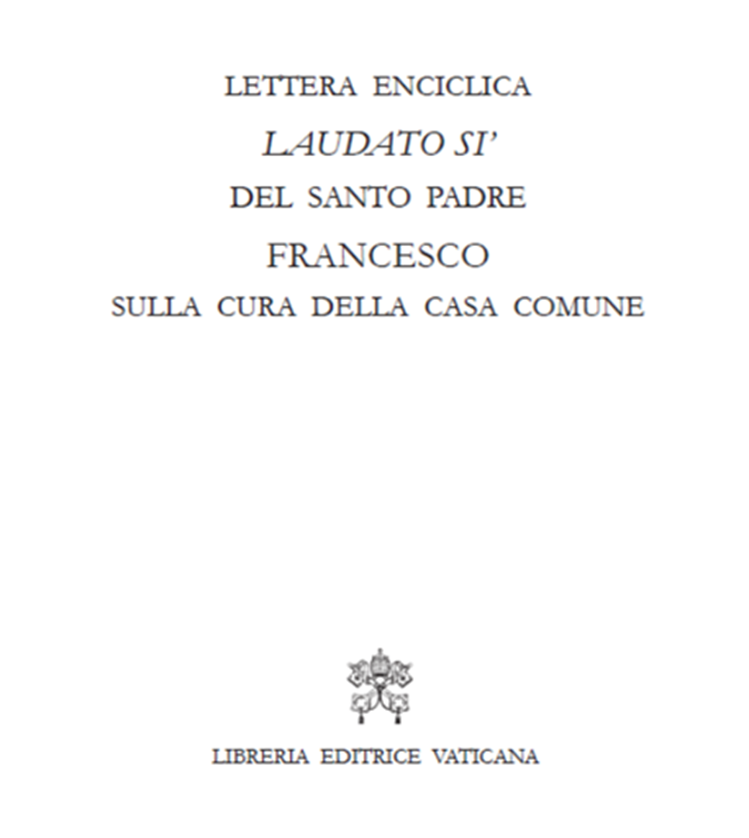 LETTERA ENCICLICA
LAUDATO SI’
DEL SANTO PADRE
FRANCESCO
SULLA CURA DELLA CASA COMUNE
LIBRERIA EDITRICE VATICANA